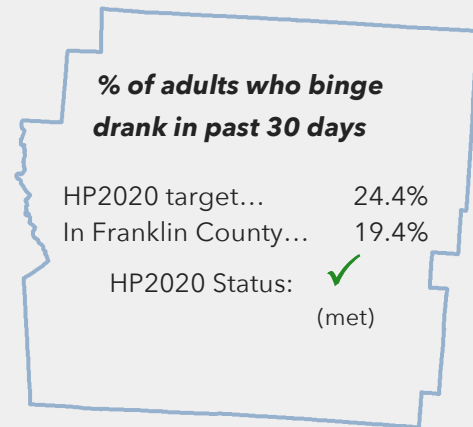 % of adults who binge
drank in past 30 days
HP2020 target… 24.4%
In Franklin County… 19.4%
HP2020 Status: ✓
(met)